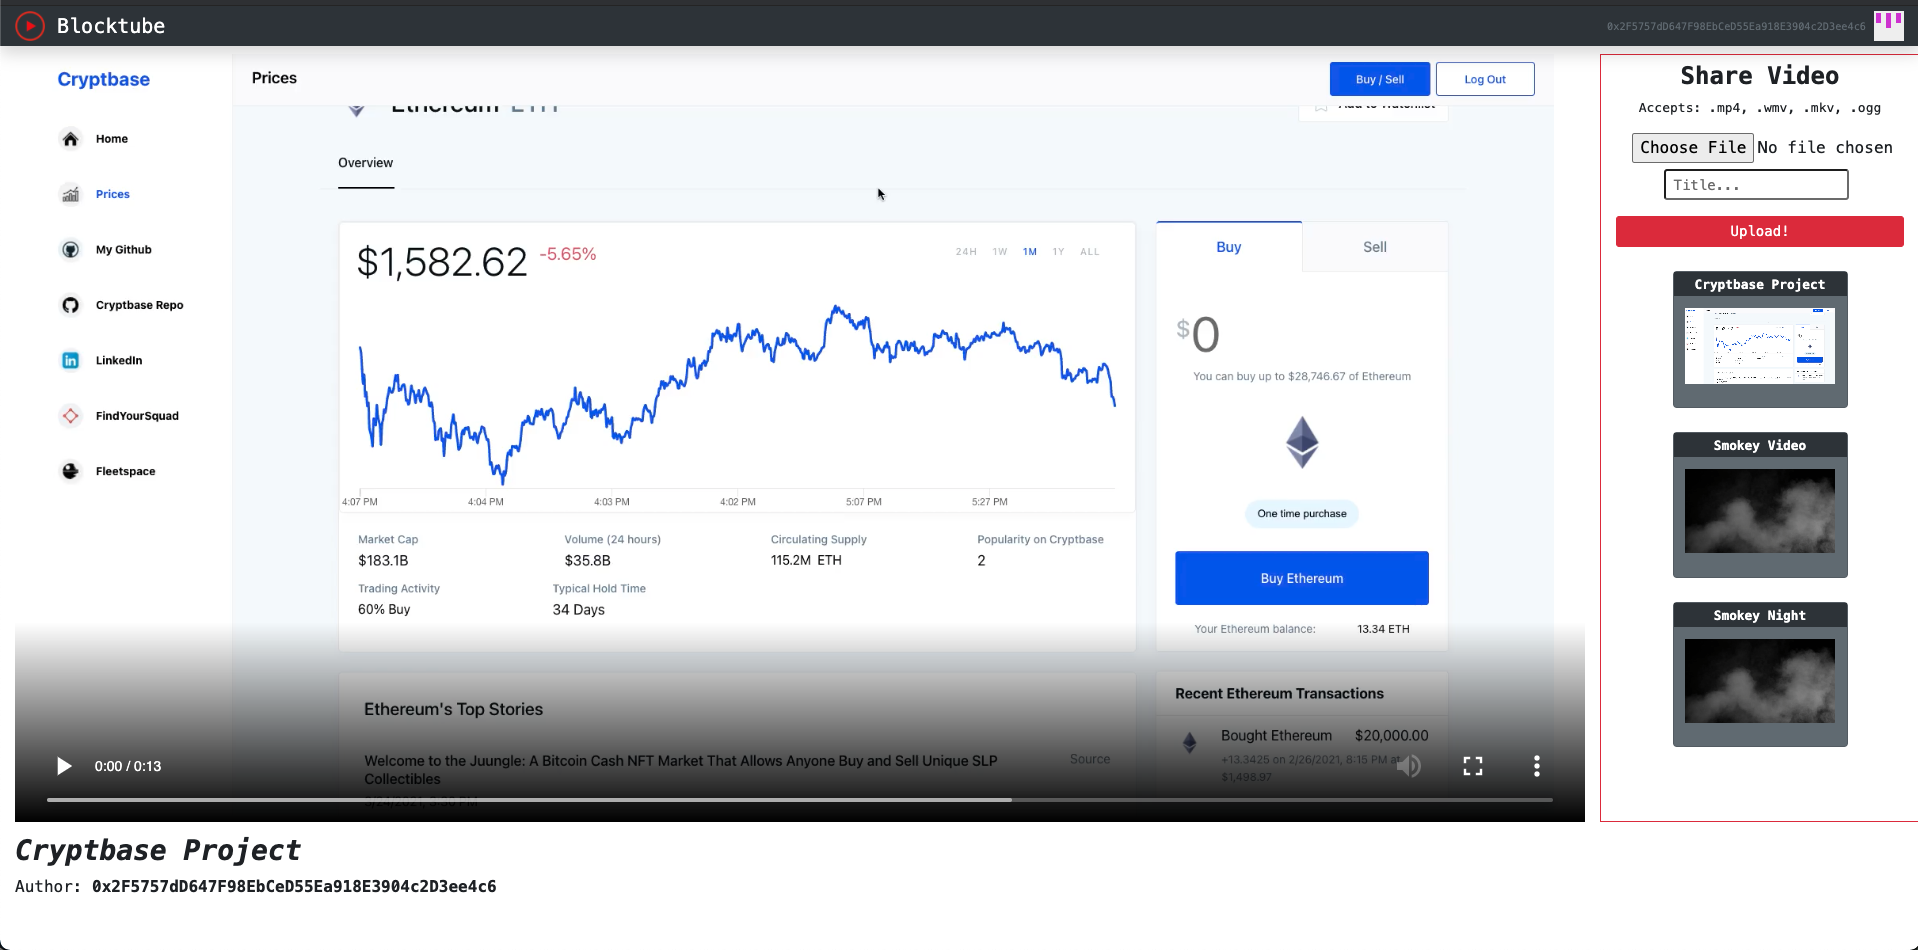 Blocktube
0x2F5757dD647F98EbCeD55Ea918E3904c2D3ee4c6
Cryptbase
Home
Prices
My Github
Cryptbase Repo
LinkedIn
FindYourSquad
Fleetspace
Prices
Buy / Sell
Log Out
Ethereum ETH
Add to Watchlist
Overview
$1,582.62 -5.65%
24H 1W 1M 1Y ALL
4:07 PM 4:04 PM 4:03 PM 4:02 PM 5:07 PM 5:27 PM
Market Cap Volume (24 hours) Circulating Supply Popularity on Cryptbase
$183.1B $35.8B 115.2M ETH 2
Trading Activity Typical Hold Time
60% Buy 34 Days
Buy Sell
$0
You can buy up to $28,746.67 of Ethereum
One time purchase
Buy Ethereum
Your Ethereum balance: 13.34 ETH
Ethereum's Top Stories
Welcome to the Juungle: A Bitcoin Cash NFT Market That Allows Anyone Buy and Sell Unique SLP
Collectibles
Source
Recent Ethereum Transactions
Bought Ethereum $20,000.00
+13.3425 on 2/26/2021, 8:15 PM at
$1,498.97
0:00 / 0:13
Cryptbase Project
Author: 0x2F5757dD647F98EbCeD55Ea918E3904c2D3ee4c6
Share Video
Accepts: .mp4, .wmv, .mkv, .ogg
Choose File No file chosen
Title...
Upload!
Cryptbase Project
Smokey Video
Smokey Night